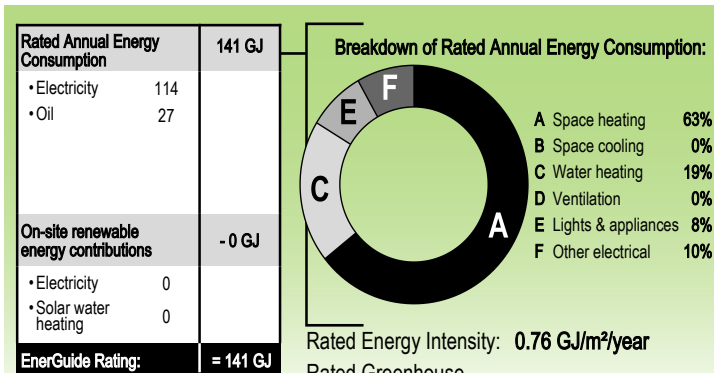 Rated Annual Energy
Consumption
141 GJ
• Electricity 114
• Oil 27
On-site renewable
energy contributions
- 0 GJ
• Electricity 0
• Solar water
heating 0
EnerGuide Rating: = 141 GJ
Breakdown of Rated Annual Energy Consumption:
F
E
C
A
A Space heating 63%
B Space cooling 0%
C Water heating 19%
D Ventilation 0%
E Lights & appliances 8%
F Other electrical 10%
Rated Energy Intensity: 0.76 GJ/m²/year
Rated Greenhouse